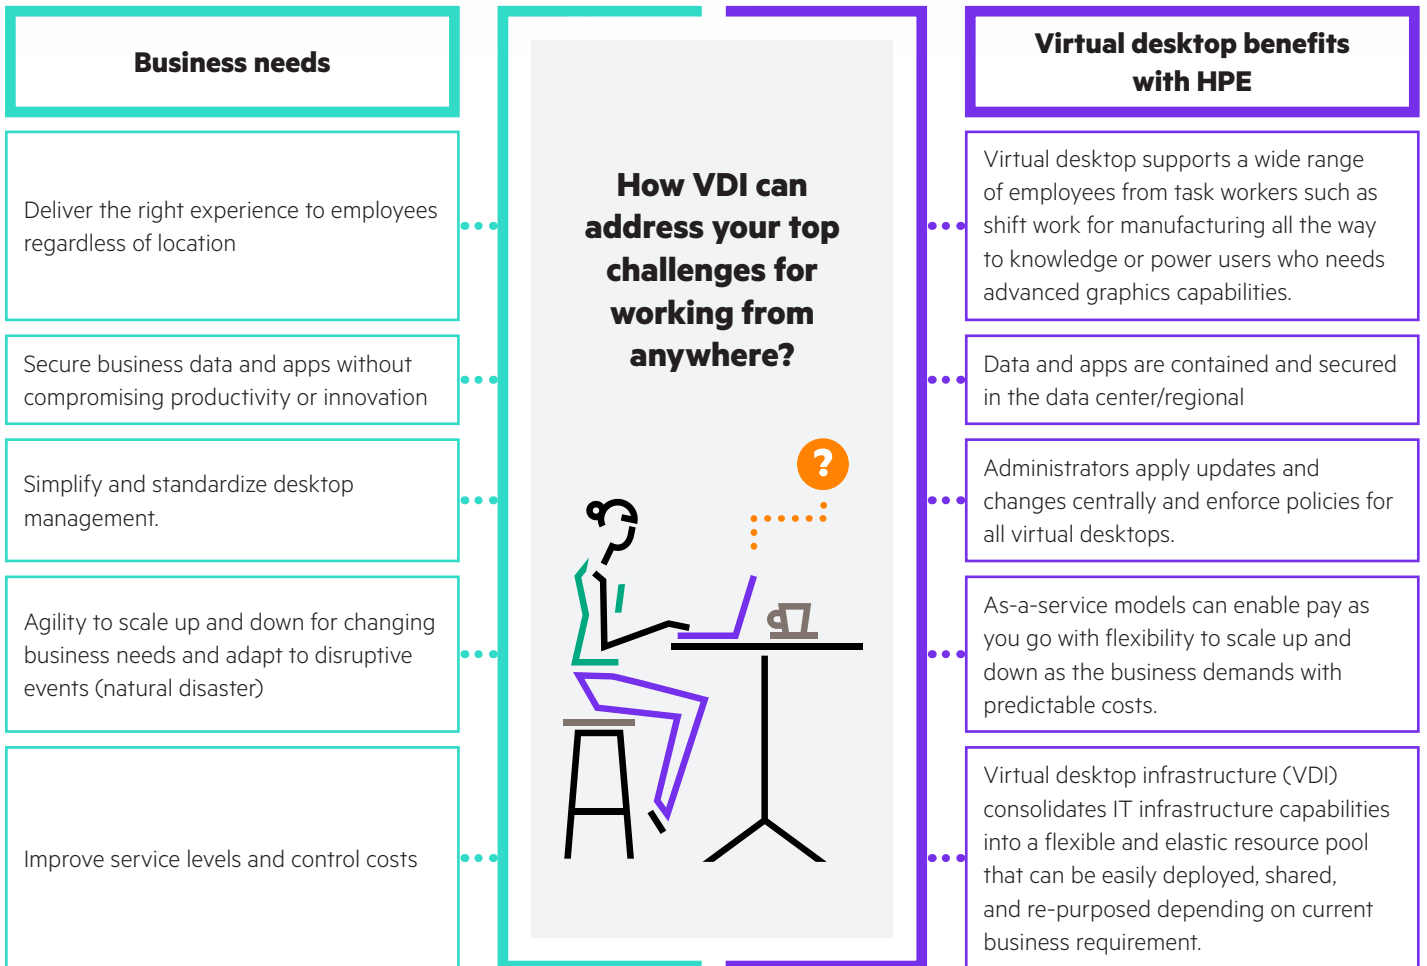 Business needs
Deliver the right experience to employees
regardless of location
Secure business data and apps without
compromising productivity or innovation
Simplify and standardize desktop
management.
Agility to scale up and down for changing
business needs and adapt to disruptive
events (natural disaster)
Improve service levels and control costs
How VDI can
address your top
challenges for
working from
anywhere?
?
Virtual desktop benefits
with HPE
Virtual desktop supports a wide range
of employees from task workers such as
shift work for manufacturing all the way
to knowledge or power users who needs
advanced graphics capabilities.
Data and apps are contained and secured
in the data center/regional
Administrators apply updates and
changes centrally and enforce policies for
all virtual desktops.
As-a-service models can enable pay as
you go with flexibility to scale up and
down as the business demands with
predictable costs.
Virtual desktop infrastructure (VDI)
consolidates IT infrastructure capabilities
into a flexible and elastic resource pool
that can be easily deployed, shared,
and re-purposed depending on current
business requirement.